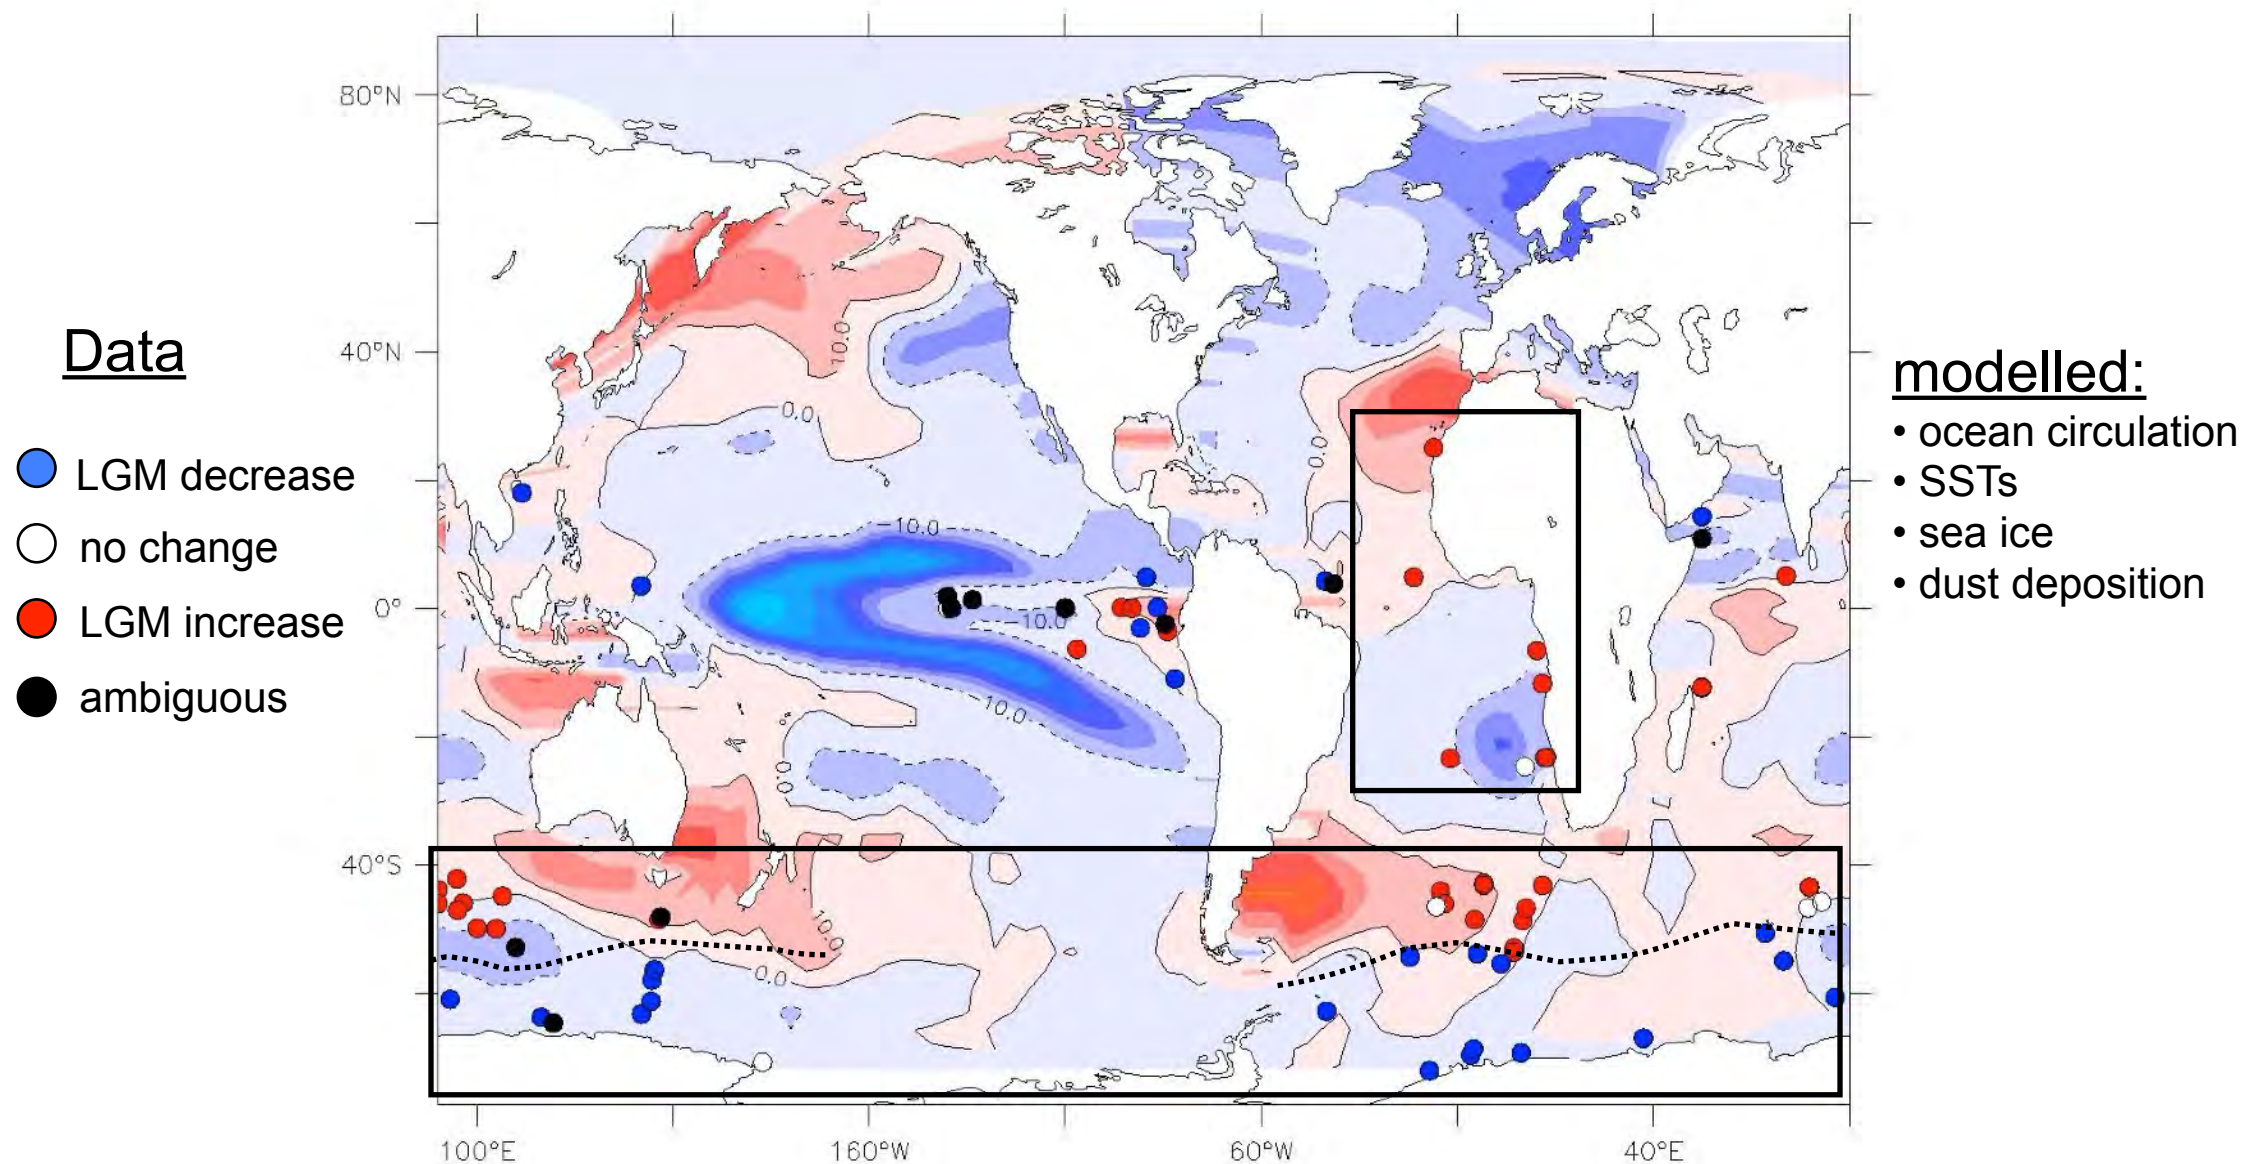 Data
LGM decrease
no change
LGM increase
ambiguous
80°N
40°N
0°
40°S
100°E
160°W
60°W
40°E
10.0
0.0
0.0
-10.0
-10.0
-10.0
0.0
10.0
0.0
modelled:
• ocean circulation
• SSTs
• sea ice
• dust deposition